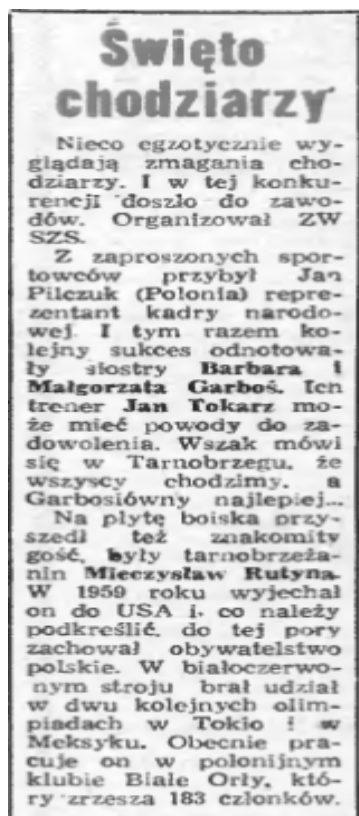 Święto
chodziarzy
Nieco egzotycznie wy-
glądają zmagania cho-
dziarzy. I w tej konku-
rencji doszło do zawo-
dów. Organizował ZW
SZS.
Z zaproszonych spor-
towców przybył Jan
Pilczuk (Polonia) repre-
zentant kadry narodo-
wej. I tym razem ko-
lejny sukces odnotowa-
ły siostry Barbara i
Małgorzata Garboś. Ich
trener Jan Tokarz mo-
że mieć powody do za-
dowolenia. Wszak mówi
się w Tarnobrzegu, że
wszyscy chodzimy, a
Garbosiówny najlepiej...
Na płytę boiska przy-
szedł też znakomity
gość, były tarnobrzeża-
nin Mieczysław Rutyna.
W 1959 roku wyjechał
on do USA i, co należy
podkreślić, do tej pory
zachował obywatelstwo
polskie. W białoczerwo-
nym stroju brał udział
w dwu kolejnych olim-
piadach w Tokio i w
Meksyku. Obecnie pra-
cuje on w polonijnym
klubie Białe Orły, któ-
ry zrzesza 183 członków.